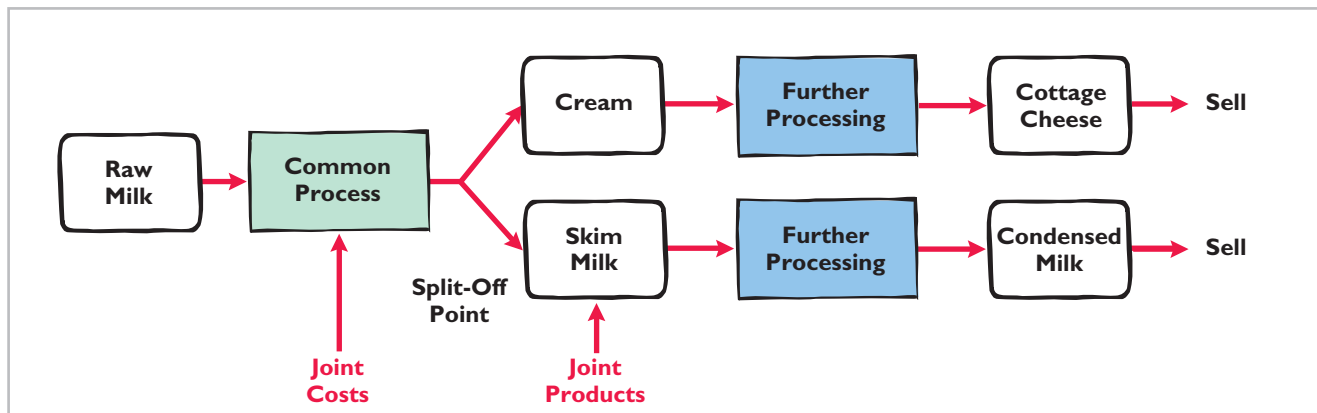 Raw
Milk
Common
Process
Cream
Further
Processing
Cottage
Cheese
Sell
Split-Off
Point
Skim
Milk
Further
Processing
Condensed
Milk
Sell
Joint
Costs
Joint
Products